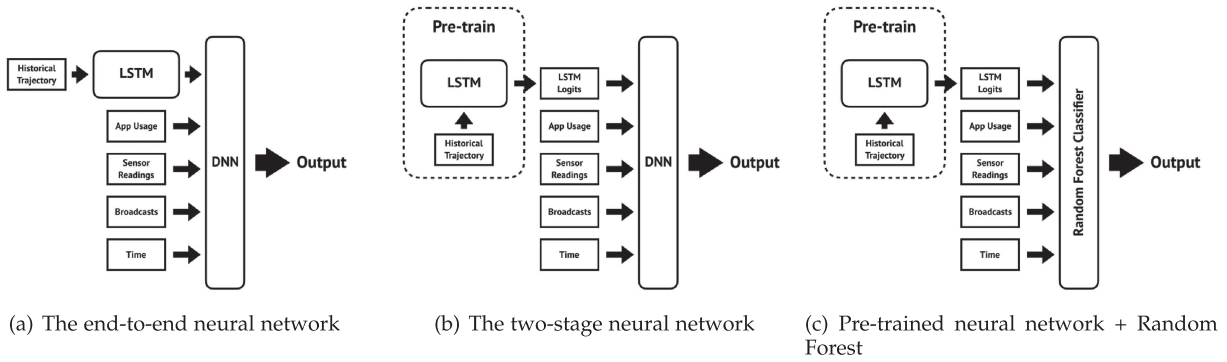 Historical
Trajectory
LSTM
App Usage
Sensor
Readings
Broadcasts
Time
DNN
Output
(a) The end-to-end neural network
Pre-train
LSTM
Historical
Trajectory
LSTM
Logits
App Usage
Sensor
Readings
Broadcasts
Time
DNN
Output
(b) The two-stage neural network
Pre-train
LSTM
Historical
Trajectory
LSTM
Logits
App Usage
Sensor
Readings
Broadcasts
Time
Random Forest Classifier
Output
(c) Pre-trained neural network + Random
Forest